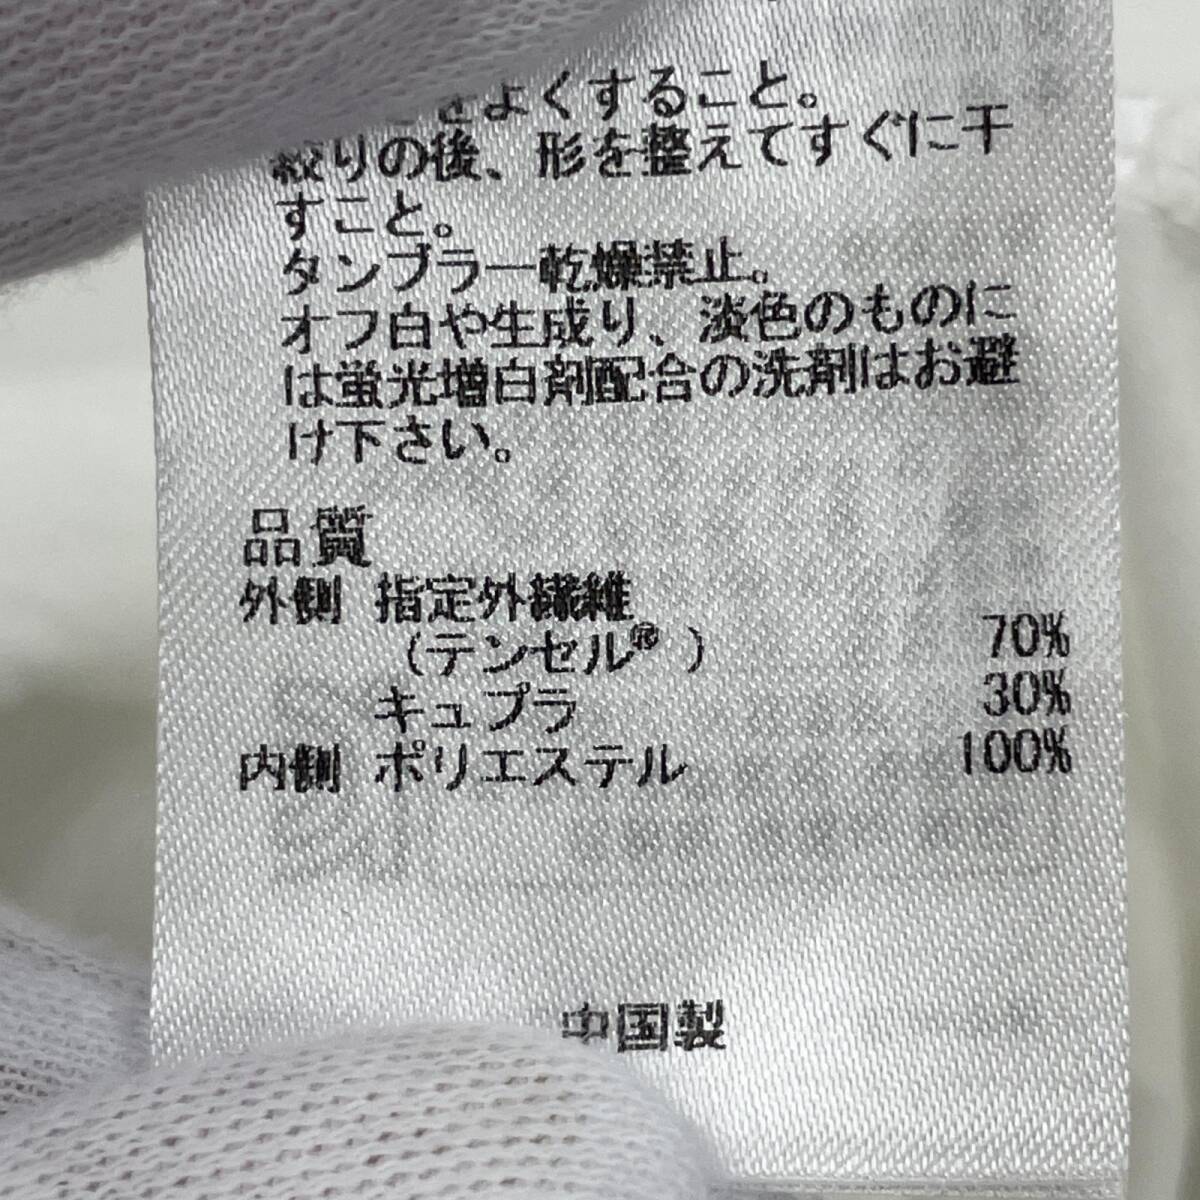 よくすること。
絞りの後、形を整えてすぐに干
すこと。
タンブラー乾燥禁止。
オフ白や生成り、淡色のものに
は蛍光増白剤配合の洗剤はお避
け下さい。
品質
外側 指定外繊維
(テンセル® ) 70%
キュプラ 30%
内側 ポリエステル 100%
中国製